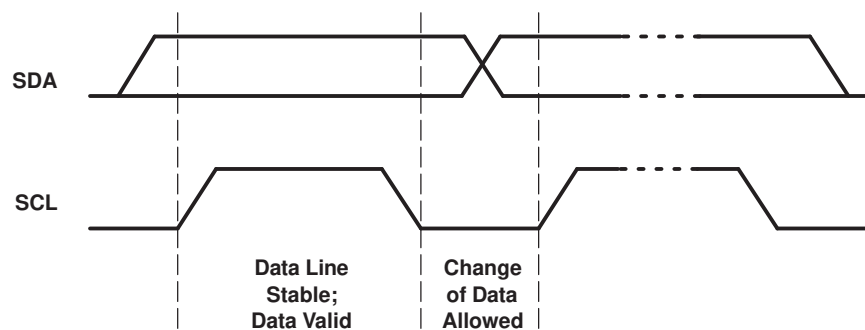 SDA
SCL
Data Line
Stable;
Data Valid
Change
of Data
Allowed